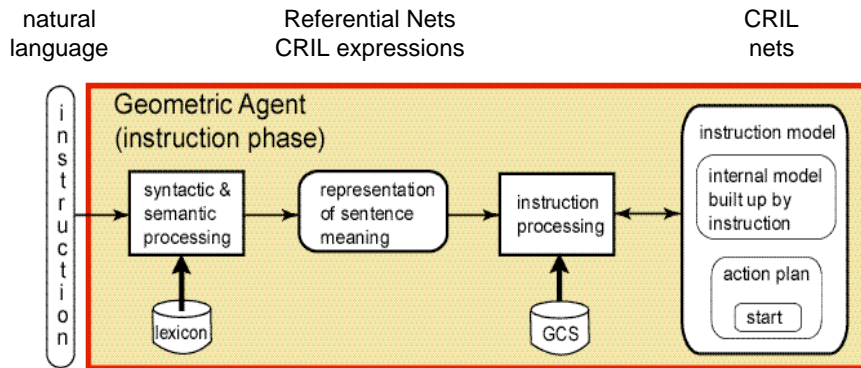 natural
language
Referential Nets
CRIL expressions
CRIL
nets
instruction
Geometric Agent
(instruction phase)
syntactic &
semantic
processing
lexicon
representation
of sentence
meaning
instruction
processing
GCS
instruction model
internal model
built up by
instruction
action plan
start